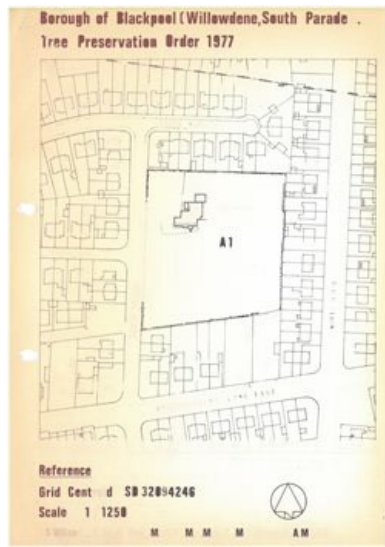 Borough of Blackpool (Willowdene, South Parade .
Tree Preservation Order 1977
A1
Reference
Grid Cent d SD 32094246
Scale 1 1250
M M M M AM